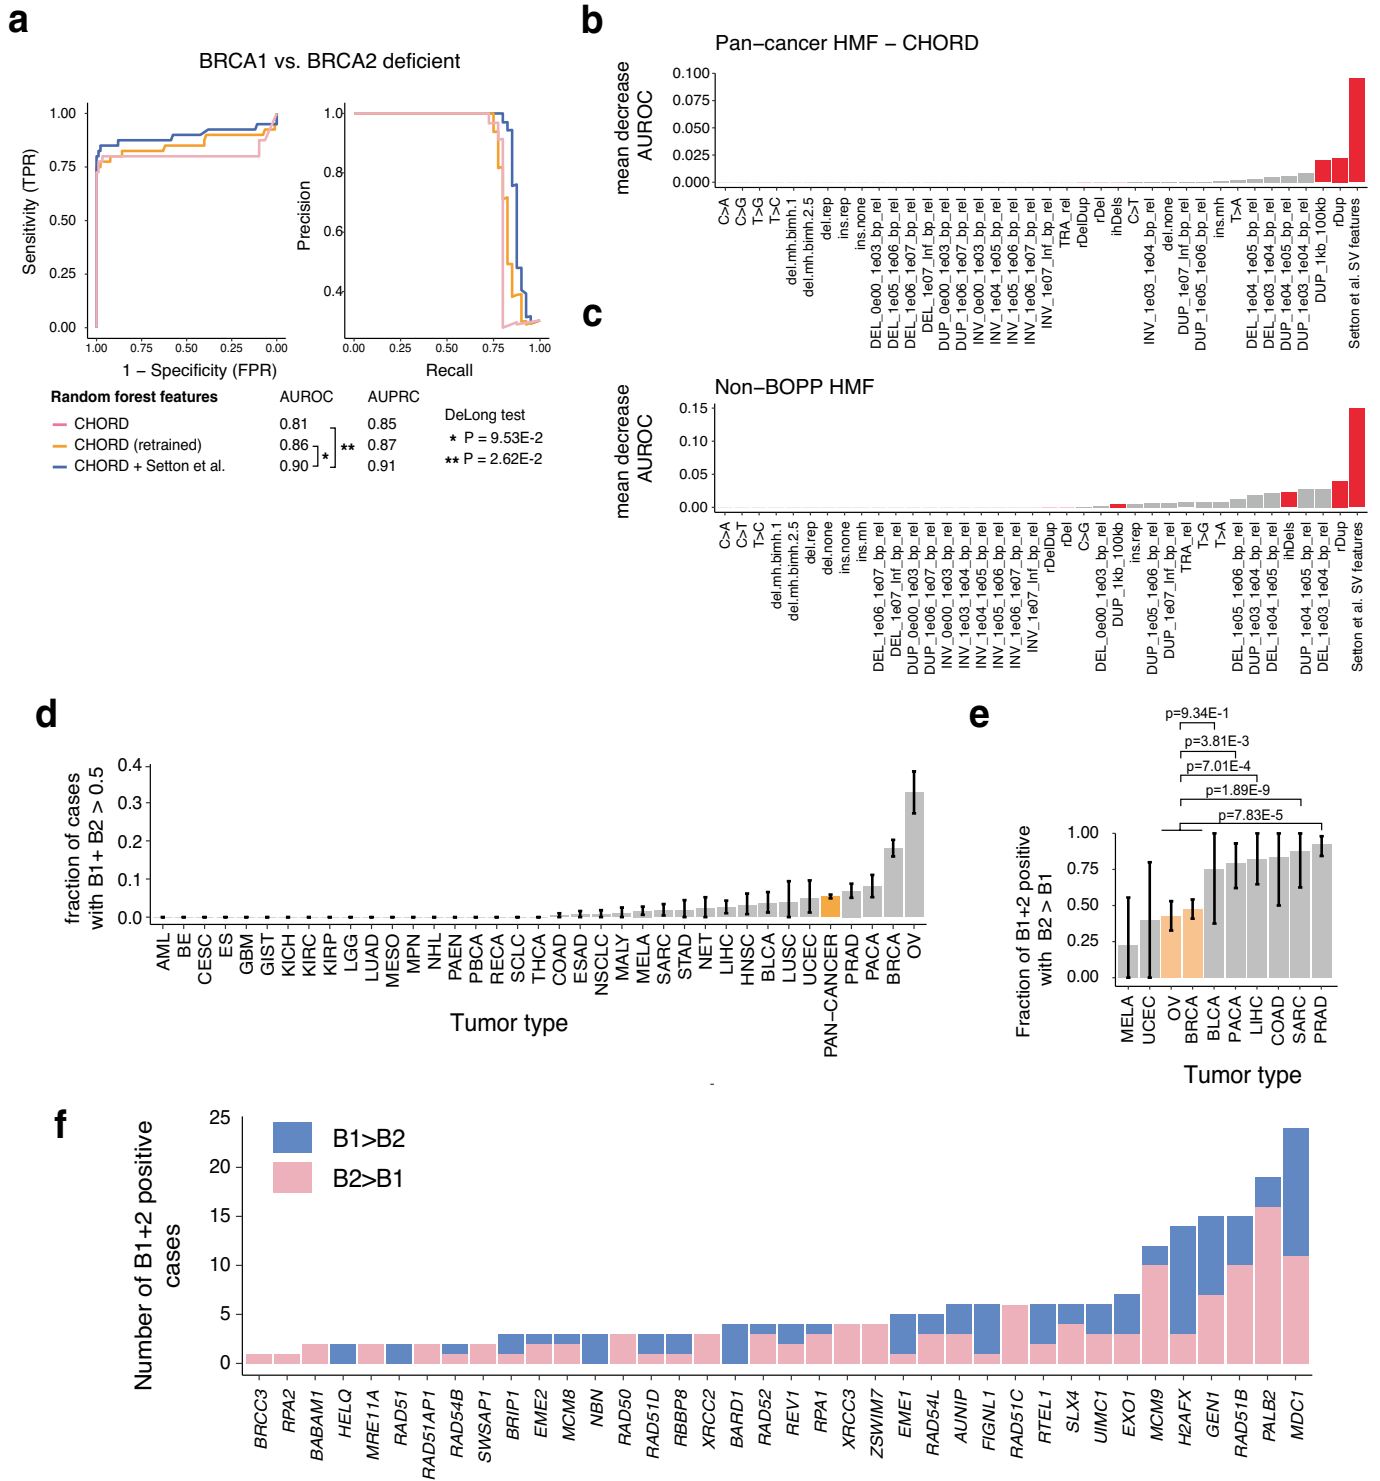 a
BRCA1 vs. BRCA2 deficient
Sensitivity (TPR)
1.00
0.75
0.50
0.25
0.00
1.00 0.75 0.50 0.25 0.00
1 − Specificity (FPR)
Precision
1.0
0.8
0.6
0.4
0.00 0.25 0.50 0.75 1.00
Recall
Random forest features AUROC AUPRC
CHORD 0.81 0.85
CHORD (retrained) 0.86 0.87
CHORD + Setton et al. 0.90 0.91
* **
DeLong test
* P = 9.53E-2
** P = 2.62E-2
b
Pan−cancer HMF − CHORD
mean decrease
AUROC
0.100
0.075
0.050
0.025
0.000
C>A
C>G
T>G
T>C
del.mh.bimh.1
del.mh.bimh.2.5
del.rep
ins.rep
ins.none
DEL_0e00_1e03_bp_rel
DEL_1e05_1e06_bp_rel
DEL_1e06_1e07_bp_rel
DEL_1e07_Inf_bp_rel
DUP_0e00_1e03_bp_rel
DUP_1e06_1e07_bp_rel
INV_0e00_1e03_bp_rel
INV_1e04_1e05_bp_rel
INV_1e05_1e06_bp_rel
INV_1e06_1e07_bp_rel
INV_1e07_Inf_bp_rel
TRA_rel
rDelDup
rDel
ihDels
C>T
INV_1e03_1e04_bp_rel
del.none
DUP_1e07_Inf_bp_rel
DUP_1e05_1e06_bp_rel
ins.mh
T>A
DEL_1e04_1e05_bp_rel
DEL_1e03_1e04_bp_rel
DUP_1e04_1e05_bp_rel
DUP_1e03_1e04_bp_rel
DUP_1kb_100kb
rDup
Setton et al. SV features
c
Non−BOPP HMF
mean decrease
AUROC
0.15
0.10
0.05
0.00
C>A
C>T
T>C
del.mh.bimh.1
del.mh.bimh.2.5
del.rep
del.none
ins.none
ins.mh
DEL_1e06_1e07_bp_rel
DEL_1e07_Inf_bp_rel
DUP_0e00_1e03_bp_rel
DUP_1e06_1e07_bp_rel
INV_0e00_1e03_bp_rel
INV_1e03_1e04_bp_rel
INV_1e04_1e05_bp_rel
INV_1e05_1e06_bp_rel
INV_1e06_1e07_bp_rel
INV_1e07_Inf_bp_rel
rDelDup
rDel
C>G
DEL_0e00_1e03_bp_rel
DUP_1kb_100kb
ins.rep
DUP_1e05_1e06_bp_rel
DUP_1e07_Inf_bp_rel
TRA_rel
T>G
T>A
DEL_1e05_1e06_bp_rel
DUP_1e03_1e04_bp_rel
DEL_1e04_1e05_bp_rel
ihDels
DUP_1e04_1e05_bp_rel
DEL_1e03_1e04_bp_rel
rDup
Setton et al. SV features
d
fraction of cases
with B1+ B2 > 0.5
0.4
0.3
0.2
0.1
0.0
AML
BE
CESC
ES
GBM
GIST
KICH
KIRC
KIRP
LGG
LUAD
MESO
MPN
NHL
PAEN
PBCA
RECA
SCLC
THCA
COAD
ESAD
NSCLC
MALY
MELA
SARC
STAD
NET
LIHC
HNSC
BLCA
LUSC
UCEC
PAN−CANCER
PRAD
PACA
BRCA
OV
Tumor type
e
p=9.34E-1
p=3.81E-3
p=7.01E-4
p=1.89E-9
p=7.83E-5
Fraction of B1+2 positive
with B2 > B1
1.00
0.75
0.50
0.25
0.00
MELA
UCEC
OV
BRCA
BLCA
PACA
LIHC
COAD
SARC
PRAD
Tumor type
f
Number of B1+2 positive
cases
25
20
15
10
5
0
B1>B2
B2>B1
BRCC3
RPA2
BABAM1
HELQ
MRE11A
RAD51
RAD51AP1
RAD54B
SWSAP1
BRIP1
EME2
MCM8
NBN
RAD50
RAD51D
RBBP8
XRCC2
BARD1
RAD52
REV1
RPA1
XRCC3
ZSWIM7
EME1
RAD54L
AUNIP
FIGNL1
RAD51C
RTEL1
SLX4
UIMC1
EXO1
MCM9
H2AFX
GEN1
RAD51B
PALB2
MDC1